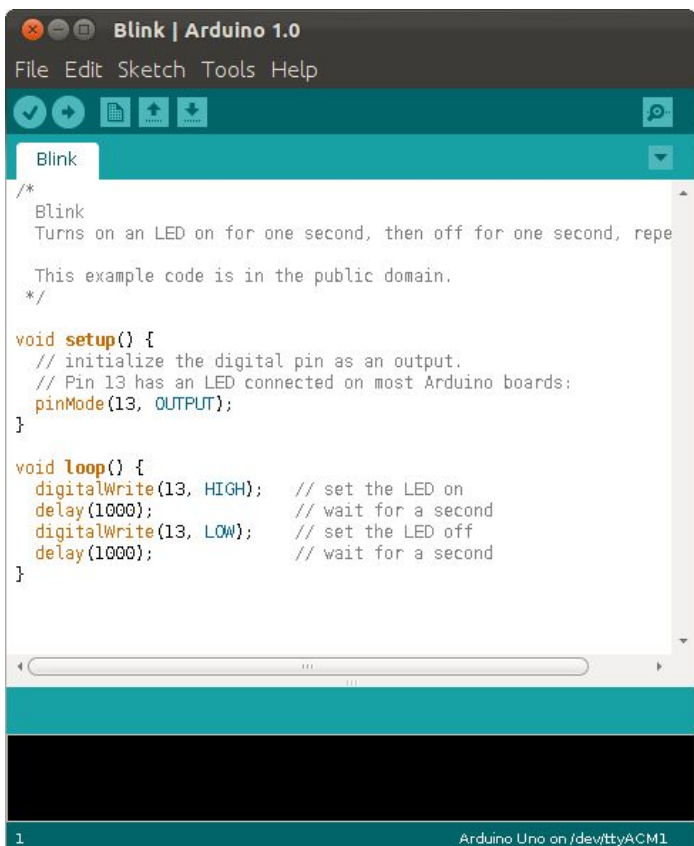 Blink | Arduino 1.0
File Edit Sketch Tools Help
Blink
/*
  Blink
  Turns on an LED on for one second, then off for one second, repe

  This example code is in the public domain.
 */

void setup() {
  // initialize the digital pin as an output.
  // Pin 13 has an LED connected on most Arduino boards:
  pinMode(13, OUTPUT);
}

void loop() {
  digitalWrite(13, HIGH);   // set the LED on
  delay(1000);              // wait for a second
  digitalWrite(13, LOW);    // set the LED off
  delay(1000);              // wait for a second
}
1 Arduino Uno on /dev/ttyACM1